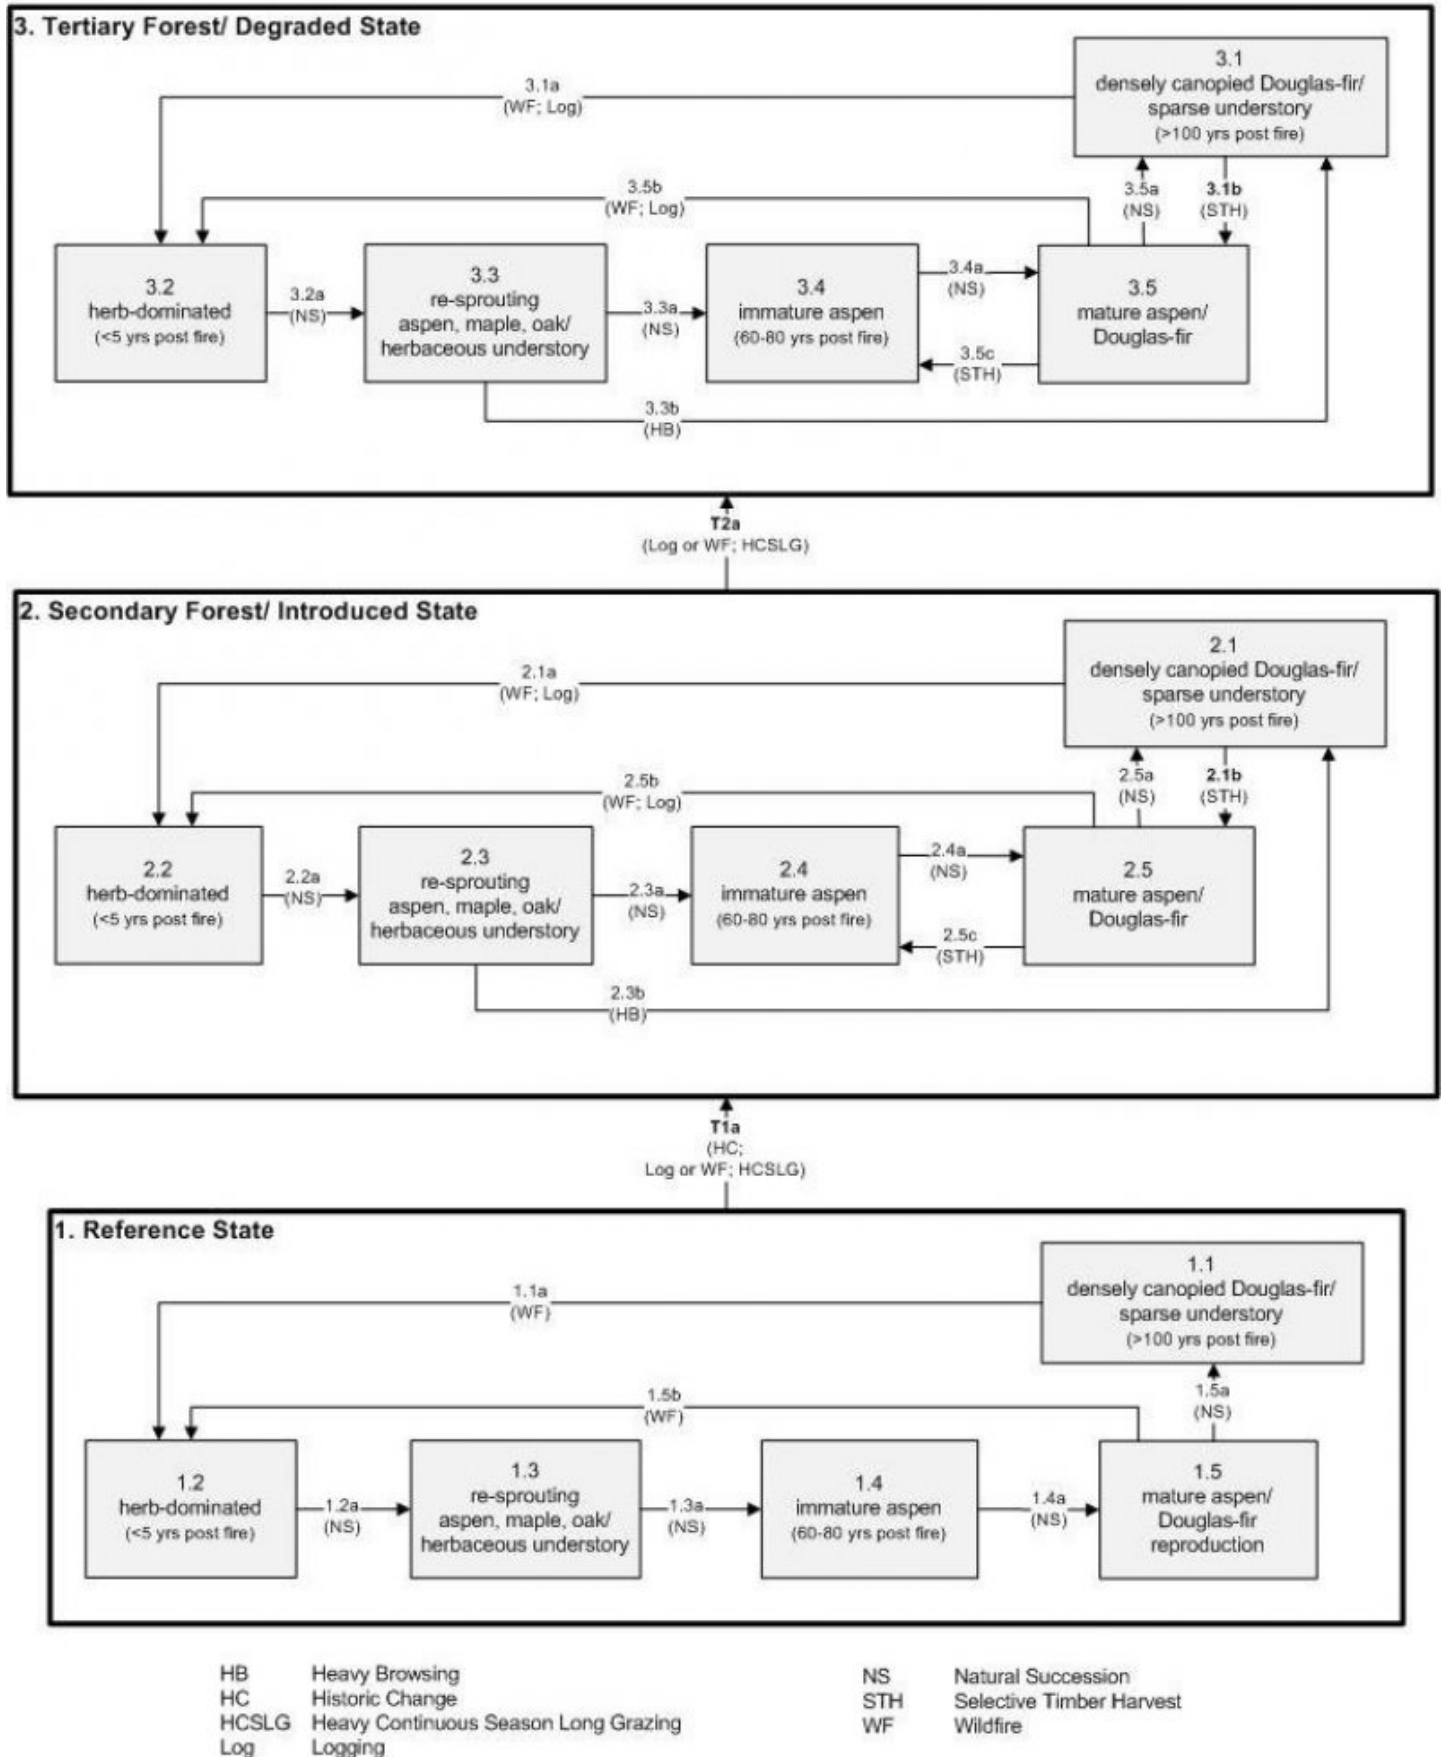 3. Tertiary Forest/ Degraded State
3.1
densely canopied Douglas-fir/
sparse understory
(>100 yrs post fire)
3.1a
(WF; Log)
3.5b
(WF; Log)
3.5a
(NS)
3.1b
(STH)
3.2
herb-dominated
(<5 yrs post fire)
3.2a
(NS)
3.3
re-sprouting
aspen, maple, oak/
herbaceous understory
3.3a
(NS)
3.4
immature aspen
(60-80 yrs post fire)
3.4a
(NS)
3.5c
(STH)
3.5
mature aspen/
Douglas-fir
3.3b
(HB)
T2a
(Log or WF; HCSLG)
2. Secondary Forest/ Introduced State
2.1
densely canopied Douglas-fir/
sparse understory
(>100 yrs post fire)
2.1a
(WF; Log)
2.5b
(WF; Log)
2.5a
(NS)
2.1b
(STH)
2.2
herb-dominated
(<5 yrs post fire)
2.2a
(NS)
2.3
re-sprouting
aspen, maple, oak/
herbaceous understory
2.3a
(NS)
2.4
immature aspen
(60-80 yrs post fire)
2.4a
(NS)
2.5c
(STH)
2.5
mature aspen/
Douglas-fir
2.3b
(HB)
T1a
(HC;
Log or WF; HCSLG)
1. Reference State
1.1
densely canopied Douglas-fir/
sparse understory
(>100 yrs post fire)
1.1a
(WF)
1.5b
(WF)
1.5a
(NS)
1.2
herb-dominated
(<5 yrs post fire)
1.2a
(NS)
1.3
re-sprouting
aspen, maple, oak/
herbaceous understory
1.3a
(NS)
1.4
immature aspen
(60-80 yrs post fire)
1.4a
(NS)
1.5
mature aspen/
Douglas-fir
reproduction
HB Heavy Browsing
HC Historic Change
HCSLG Heavy Continuous Season Long Grazing
Log Logging
NS Natural Succession
STH Selective Timber Harvest
WF Wildfire